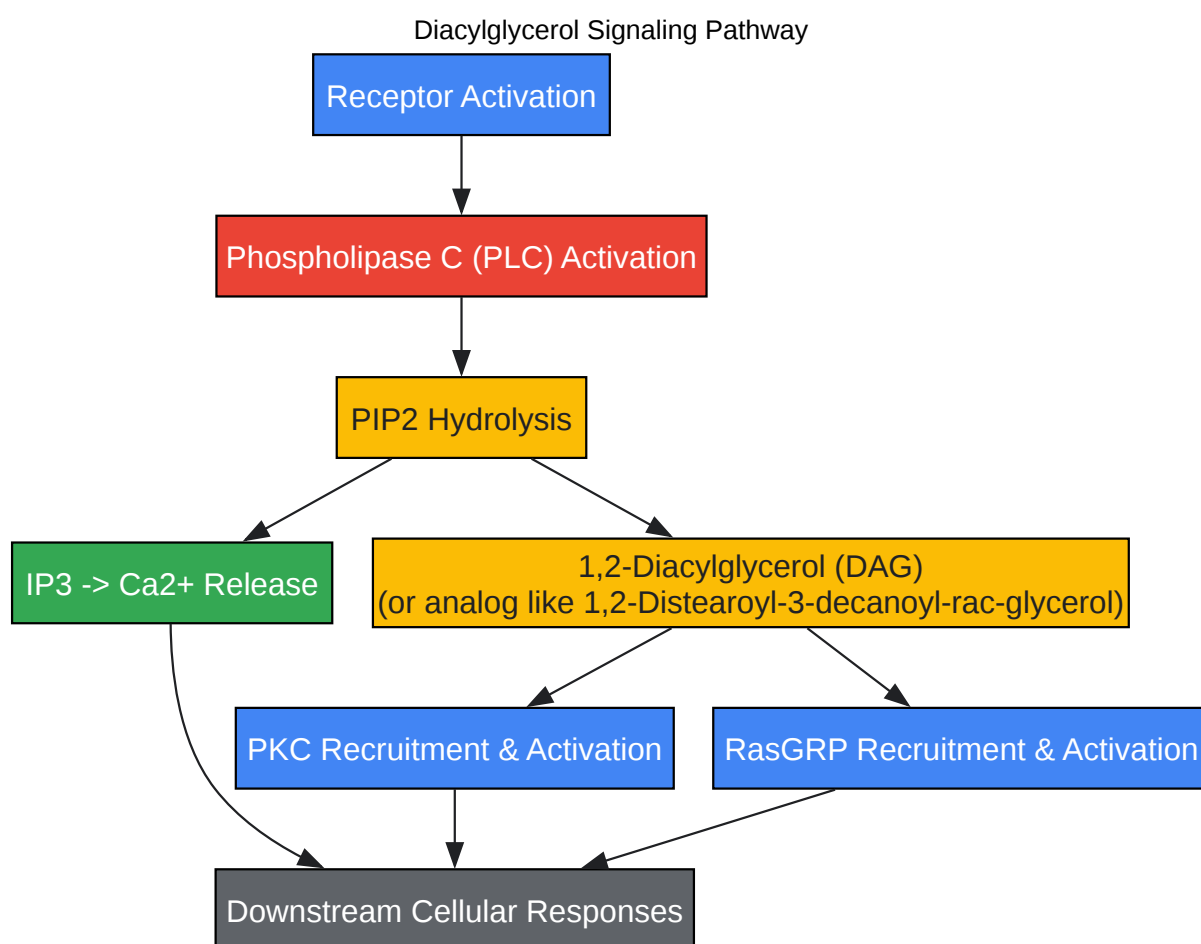 Diacylglycerol Signaling Pathway
Receptor Activation
Phospholipase C (PLC) Activation
PIP2 Hydrolysis
IP3 -> Ca2+ Release
1,2-Diacylglycerol (DAG)
(or analog like 1,2-Distearoyl-3-decanoyl-rac-glycerol)
PKC Recruitment & Activation
RasGRP Recruitment & Activation
Downstream Cellular Responses